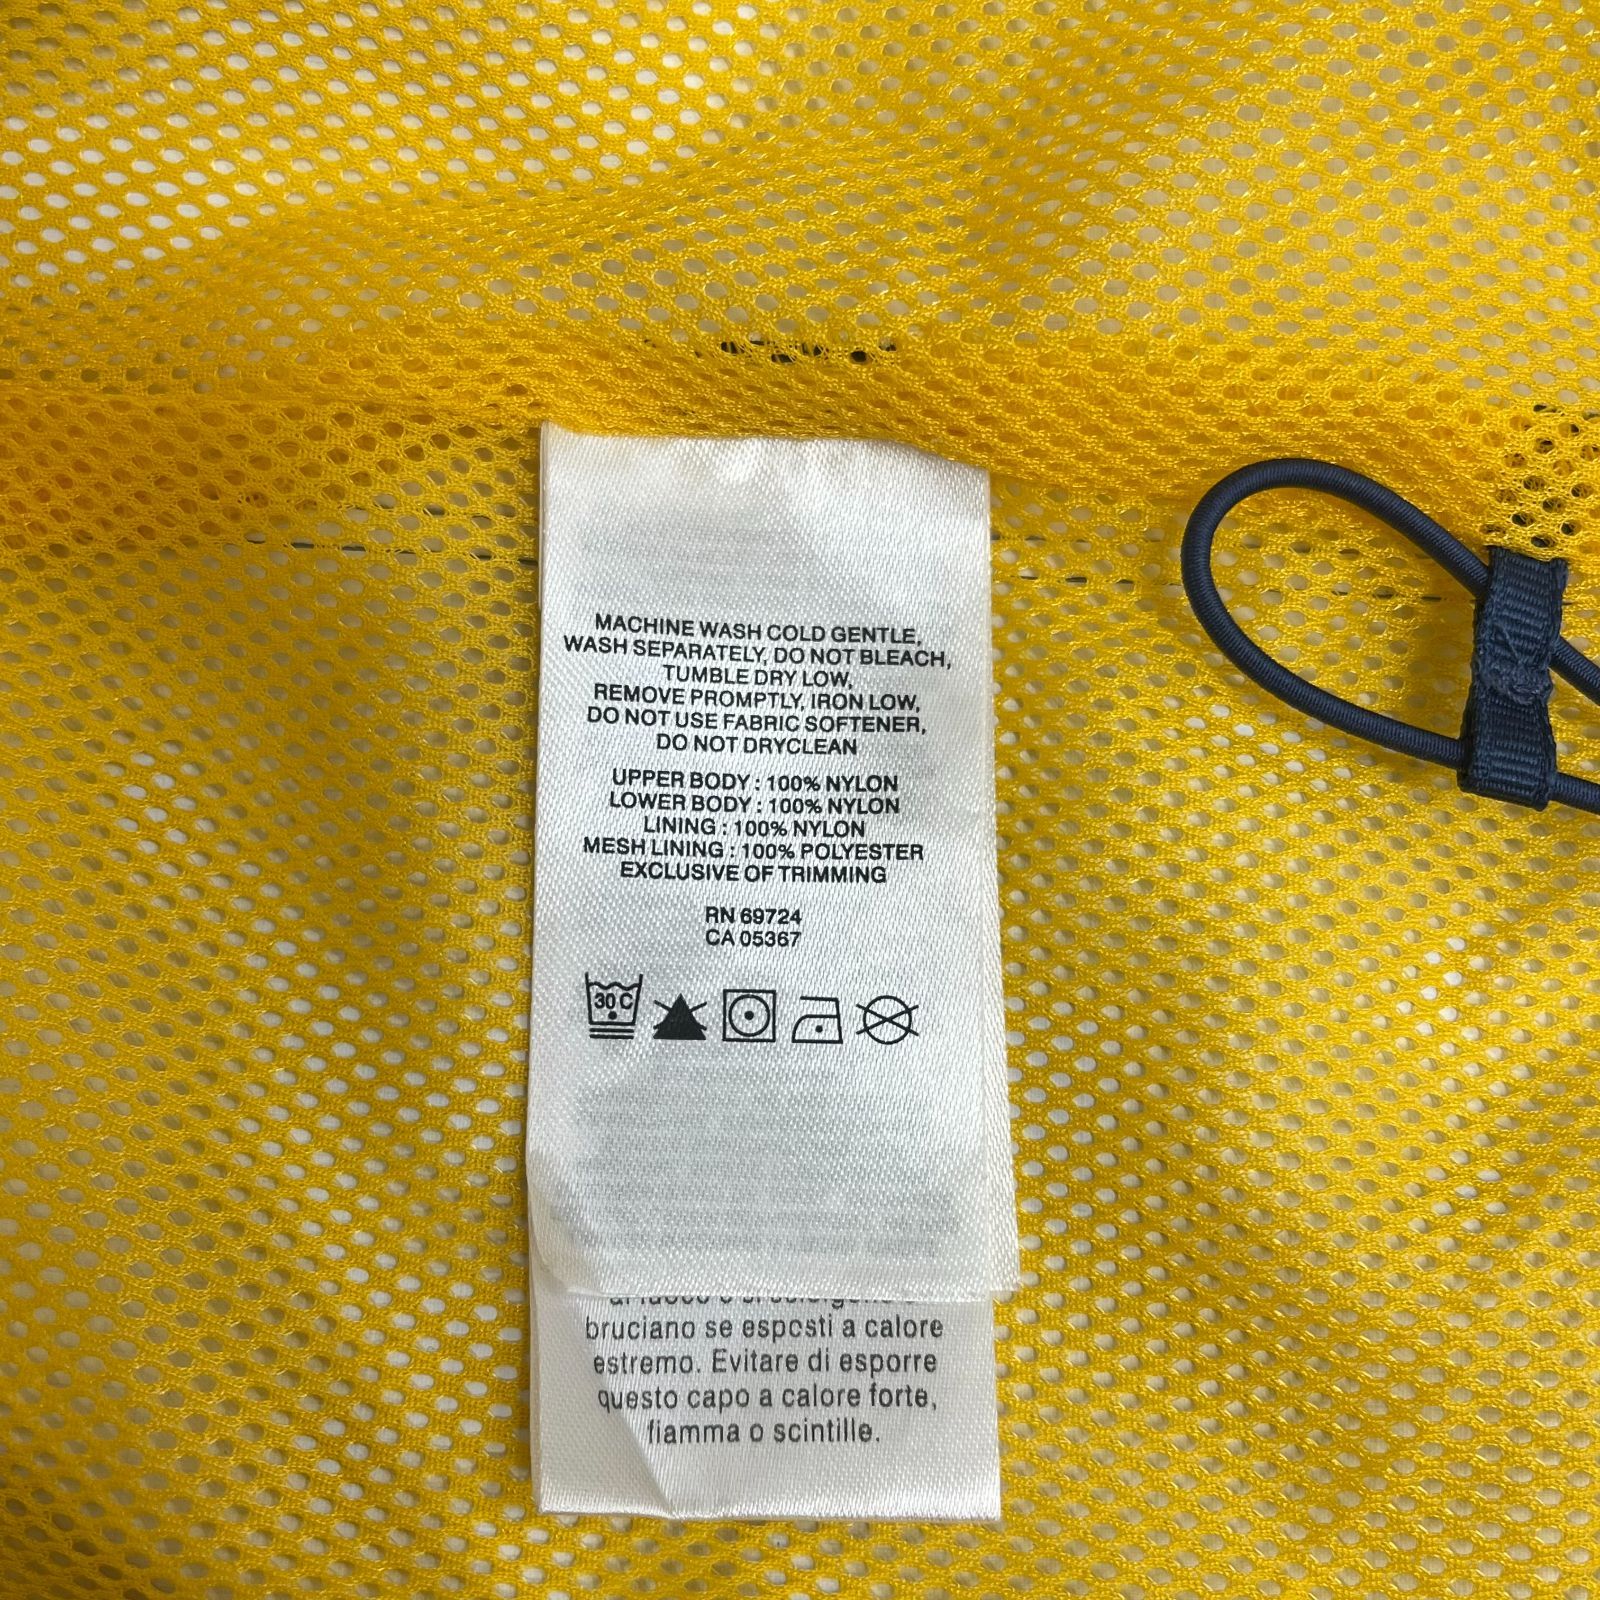 MACHINE WASH COLD GENTLE,
WASH SEPARATELY, DO NOT BLEACH,
TUMBLE DRY LOW,
REMOVE PROMPTLY, IRON LOW,
DO NOT USE FABRIC SOFTENER,
DO NOT DRYCLEAN
UPPER BODY : 100% NYLON
LOWER BODY : 100% NYLON
LINING : 100% NYLON
MESH LINING : 100% POLYESTER
EXCLUSIVE OF TRIMMING
RN 69724
CA 05367
30 C
bruciano se esposti a calore
estremo. Evitare di esporre
questo capo a calore forte,
fiamma o scintille.